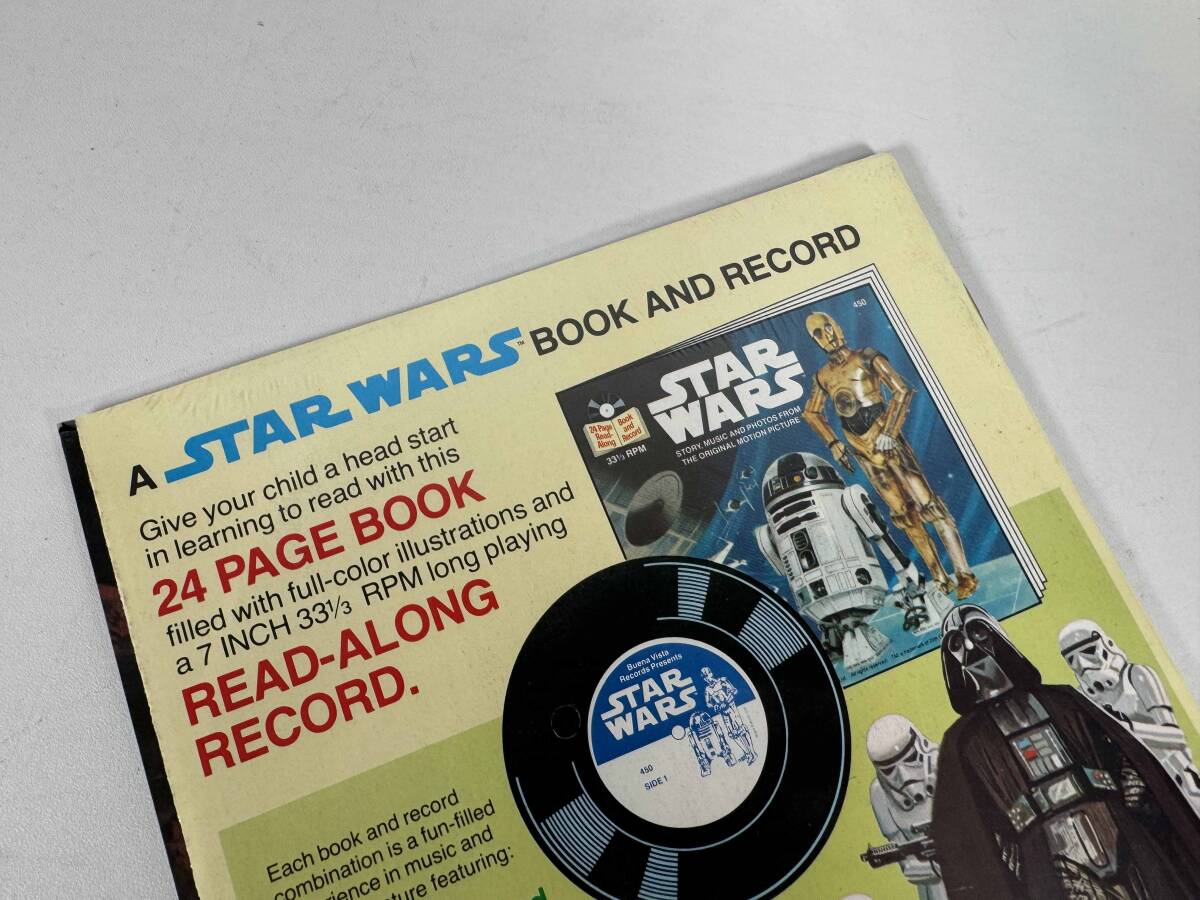 A STAR WARS™ BOOK AND RECORD
Give your child a head start
in learning to read with this
24 PAGE BOOK
filled with full-color illustrations and
a 7 INCH 33⅓ RPM long playing
READ-ALONG
RECORD.
450
STAR
WARS
24 Page
Read-
Along
Book
and
Record
33⅓ RPM
STORY, MUSIC AND PHOTOS FROM
THE ORIGINAL MOTION PICTURE
Buena Vista
Records Presents
STAR
WARS
450
SIDE 1
Each book and record
combination is a fun-filled
in music and
featuring: